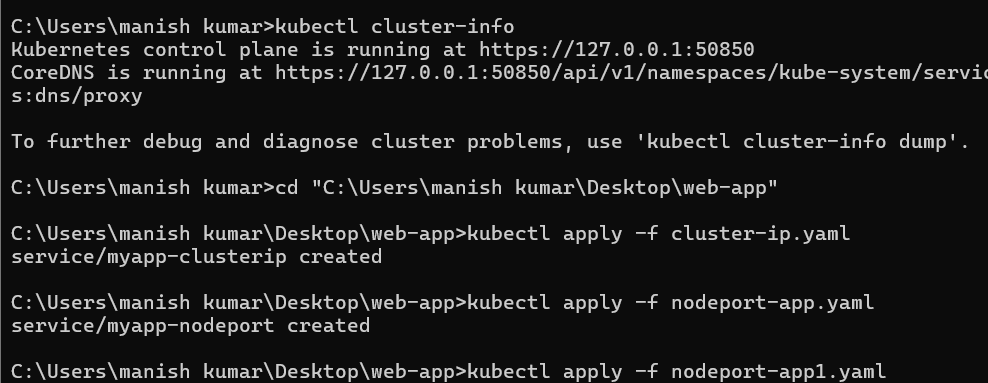 C:\Users\manish kumar>kubectl cluster-info
Kubernetes control plane is running at https://127.0.0.1:50850
CoreDNS is running at https://127.0.0.1:50850/api/v1/namespaces/kube-system/servic
s:dns/proxy
To further debug and diagnose cluster problems, use 'kubectl cluster-info dump'.
C:\Users\manish kumar>cd "C:\Users\manish kumar\Desktop\web-app"
C:\Users\manish kumar\Desktop\web-app>kubectl apply -f cluster-ip.yaml
service/myapp-clusterip created
C:\Users\manish kumar\Desktop\web-app>kubectl apply -f nodeport-app.yaml
service/myapp-nodeport created
C:\Users\manish kumar\Desktop\web-app>kubectl apply -f nodeport-app1.yaml